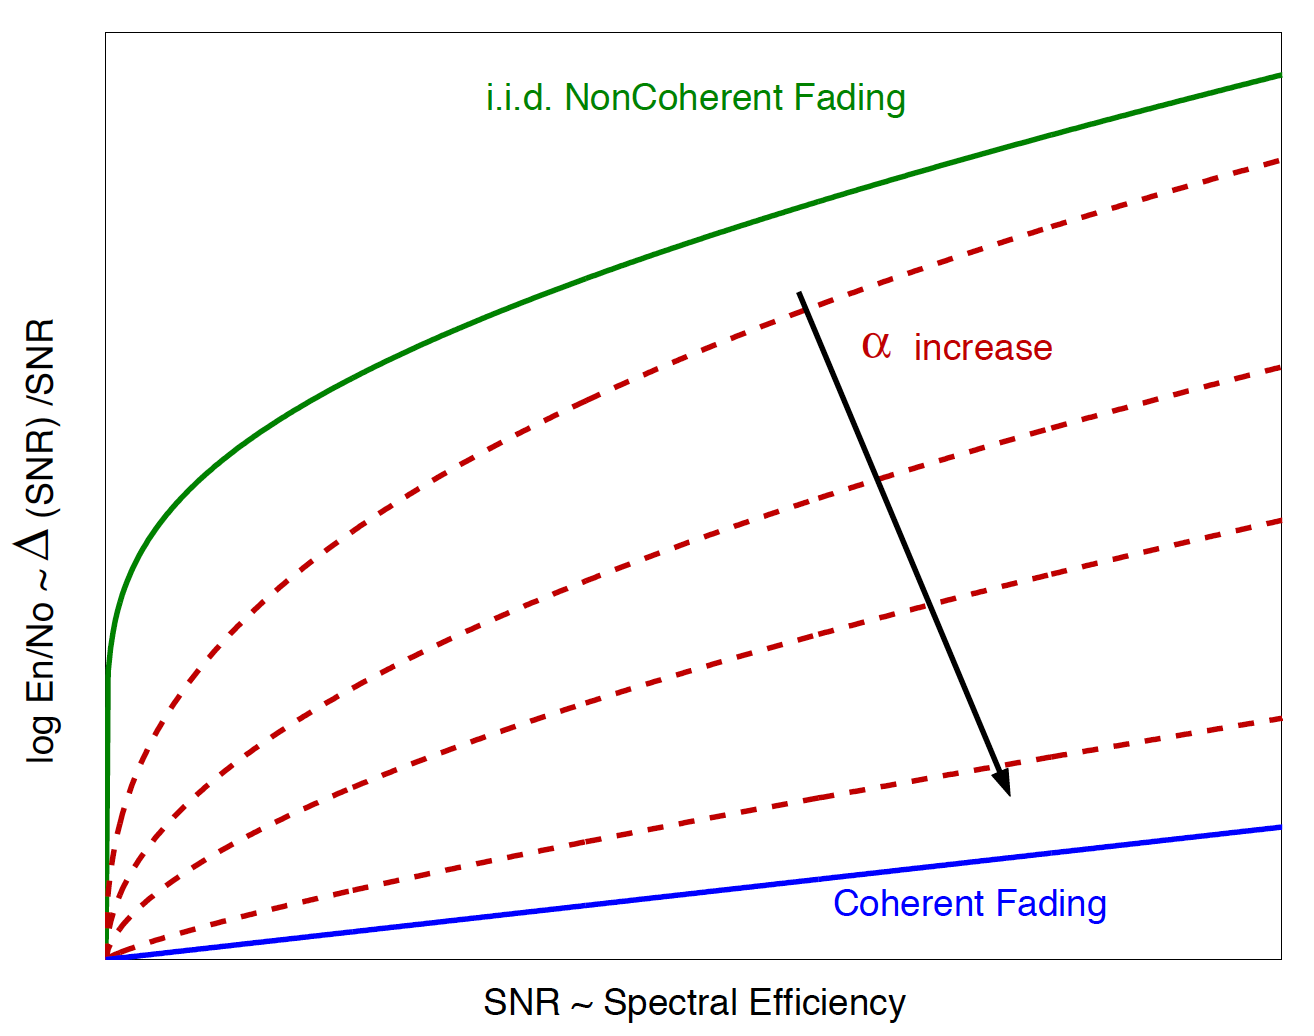 i.i.d. NonCoherent Fading
α increase
log En/No ~ Δ (SNR) /SNR
Coherent Fading
SNR ~ Spectral Efficiency